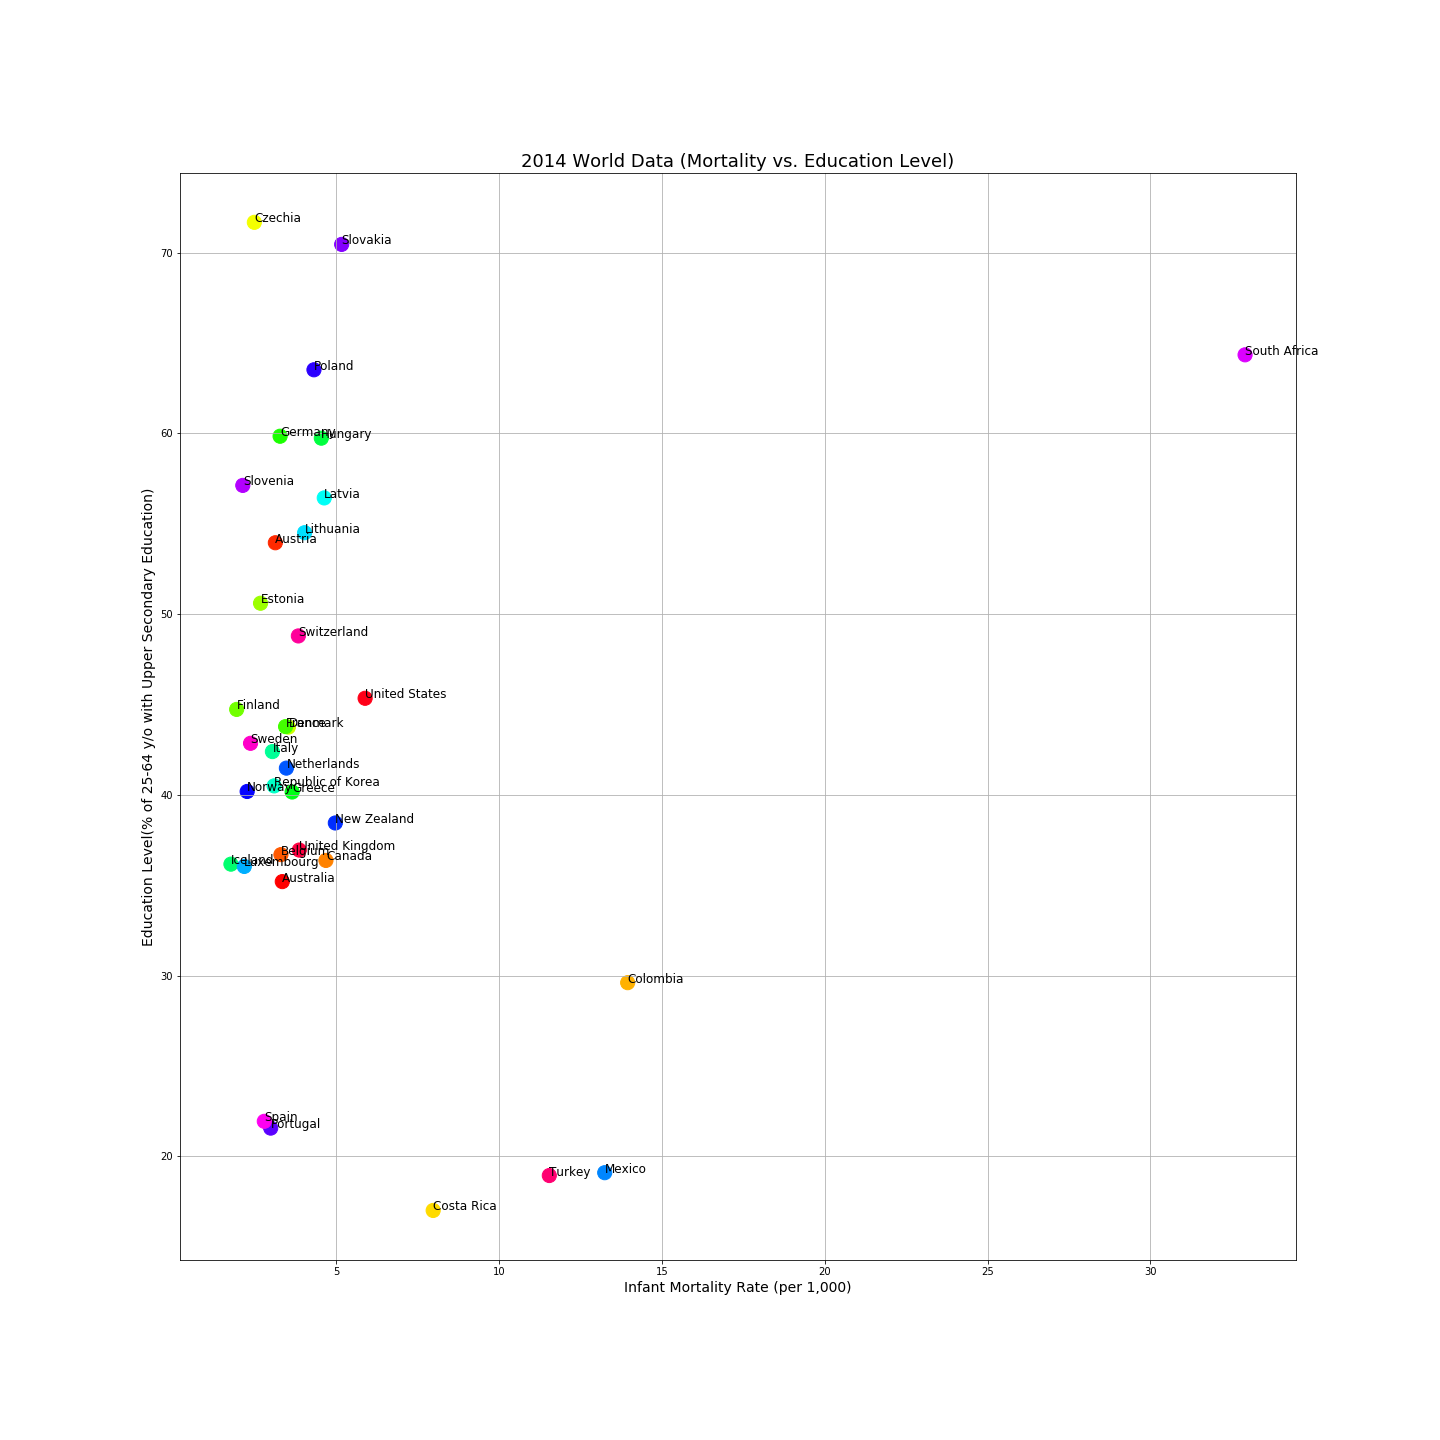 2014 World Data (Mortality vs. Education Level)
Education Level(% of 25-64 y/o with Upper Secondary Education)
70
60
50
40
30
20
Czechia
Slovakia
South Africa
Poland
Germany
Hungary
Slovenia
Latvia
Lithuania
Austria
Estonia
Switzerland
United States
Finland
France
Denmark
Sweden
Italy
Netherlands
Republic of Korea
Norway
Greece
New Zealand
United Kingdom
Belgium
Canada
Iceland
Luxembourg
Australia
Colombia
Spain
Portugal
Turkey
Mexico
Costa Rica
5
10
15
20
25
30
Infant Mortality Rate (per 1,000)